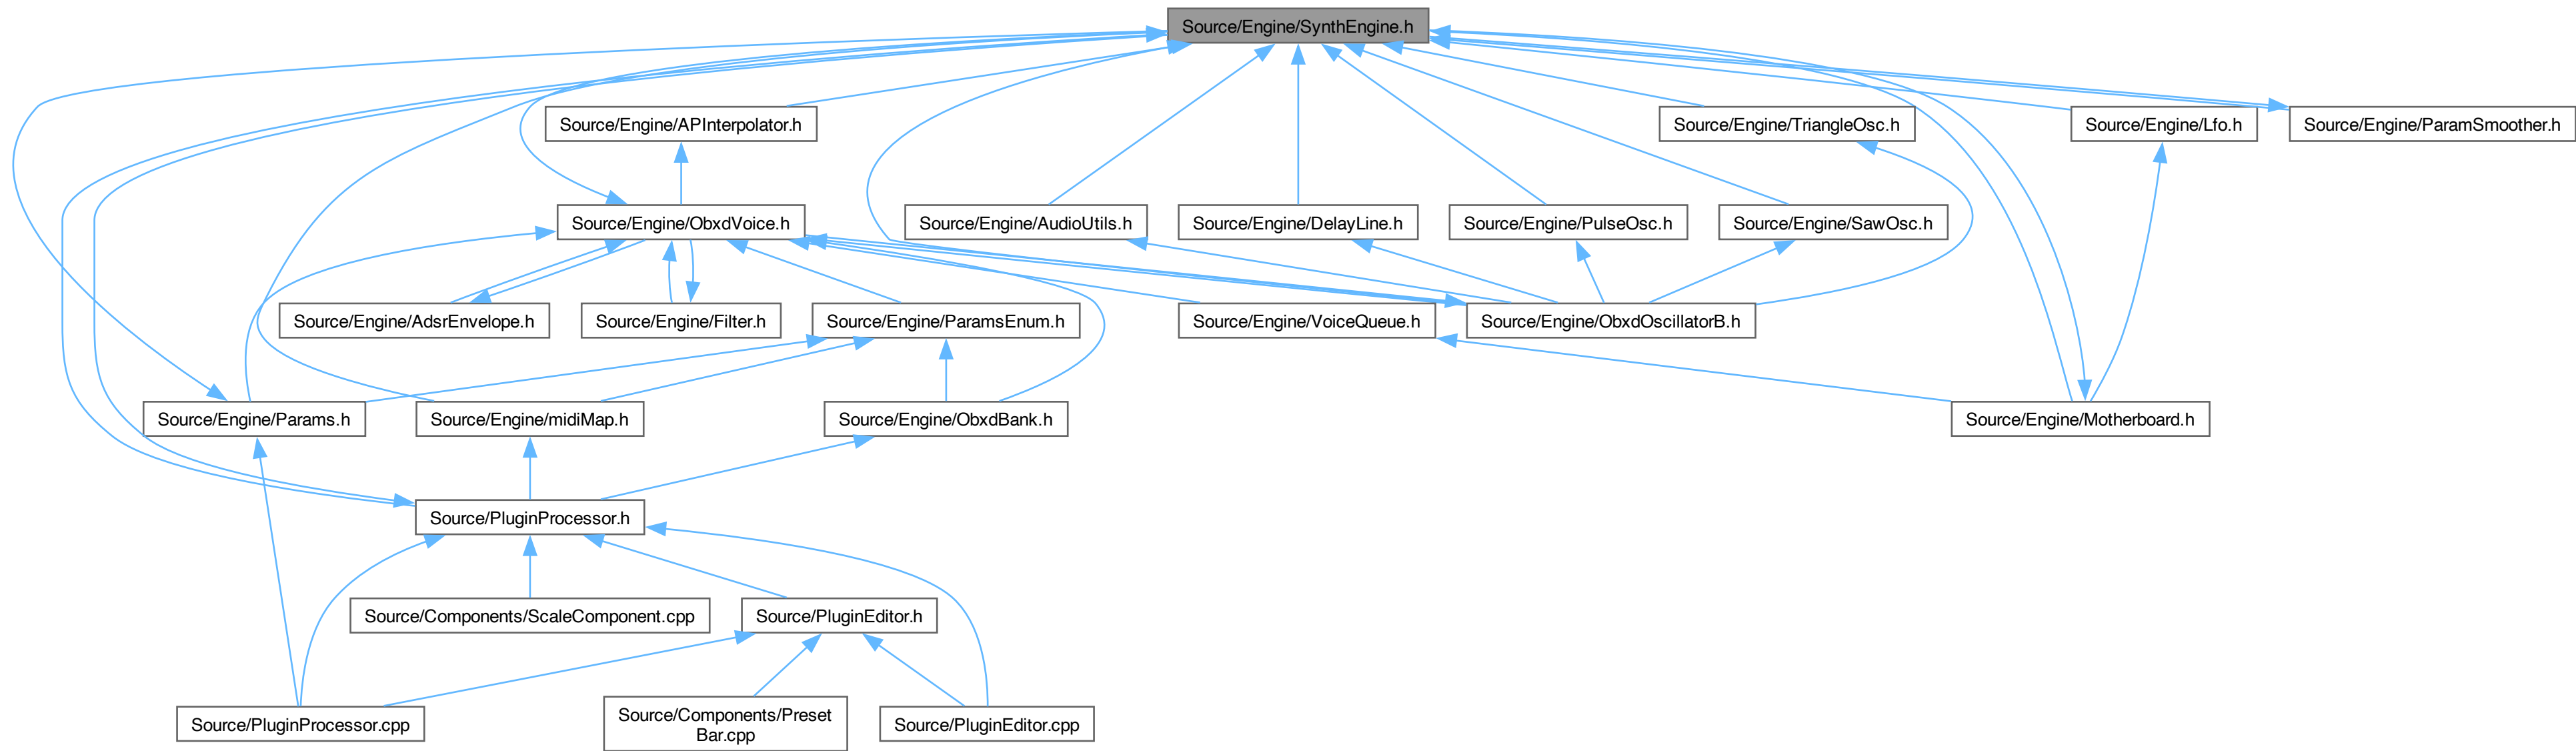 Source/Engine/SynthEngine.h
Source/Engine/APInterpolator.h
Source/Engine/TriangleOsc.h
Source/Engine/Lfo.h
Source/Engine/ParamSmoother.h
Source/Engine/ObxdVoice.h
Source/Engine/AudioUtils.h
Source/Engine/DelayLine.h
Source/Engine/PulseOsc.h
Source/Engine/SawOsc.h
Source/Engine/AdsrEnvelope.h
Source/Engine/Filter.h
Source/Engine/ParamsEnum.h
Source/Engine/VoiceQueue.h
Source/Engine/ObxdOscillatorB.h
Source/Engine/Params.h
Source/Engine/midiMap.h
Source/Engine/ObxdBank.h
Source/Engine/Motherboard.h
Source/PluginProcessor.h
Source/Components/ScaleComponent.cpp
Source/PluginEditor.h
Source/PluginProcessor.cpp
Source/Components/Preset
Bar.cpp
Source/PluginEditor.cpp